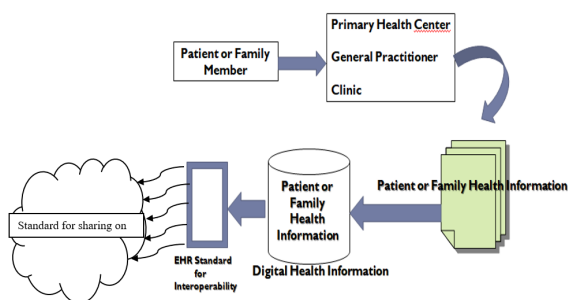 Primary Health Center
Patient or Family
Member
General Practitioner
Clinic
Patient or Family Health Information
Patient or
Family
Health
Information
Standard for sharing on
EHR Standard
for
Interoperability
Digital Health Information